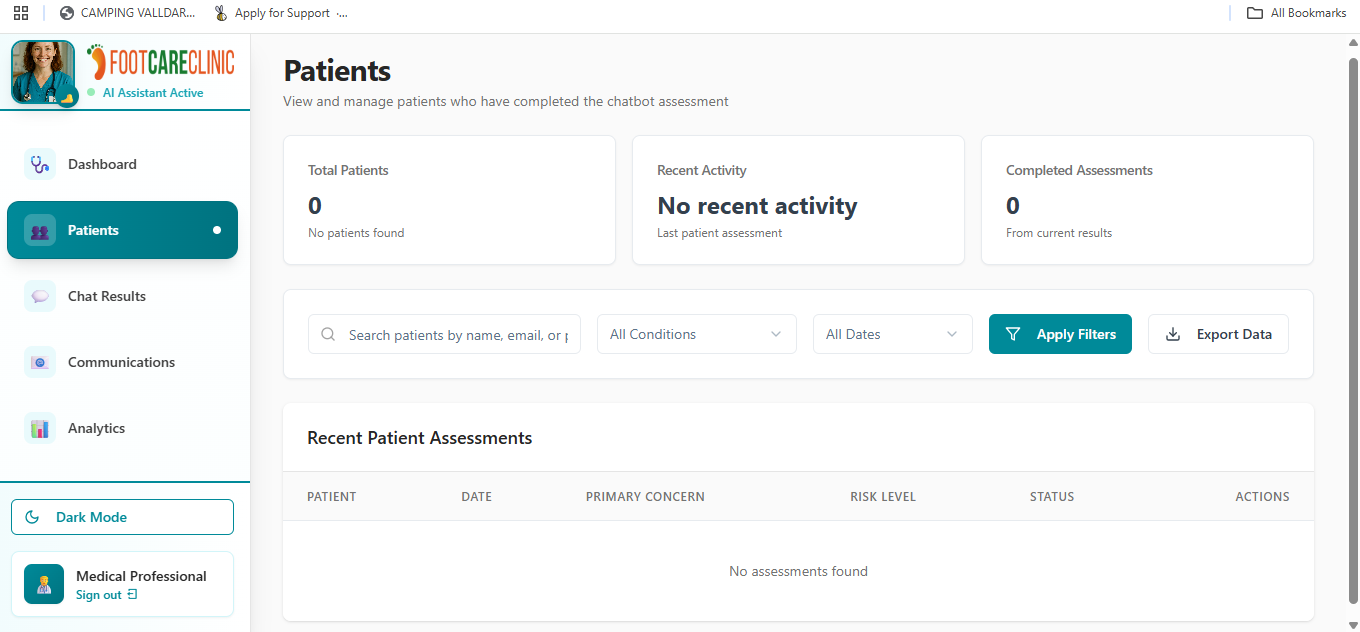 CAMPING VALLDAR...
Apply for Support -...
All Bookmarks
FOOTCARECLINIC
AI Assistant Active
Dashboard
Patients
Chat Results
Communications
Analytics
Dark Mode
Medical Professional
Sign out
Patients
View and manage patients who have completed the chatbot assessment
Total Patients
0
No patients found
Recent Activity
No recent activity
Last patient assessment
Completed Assessments
0
From current results
Search patients by name, email, or p
All Conditions
All Dates
Apply Filters
Export Data
Recent Patient Assessments
PATIENT DATE PRIMARY CONCERN RISK LEVEL STATUS ACTIONS
No assessments found